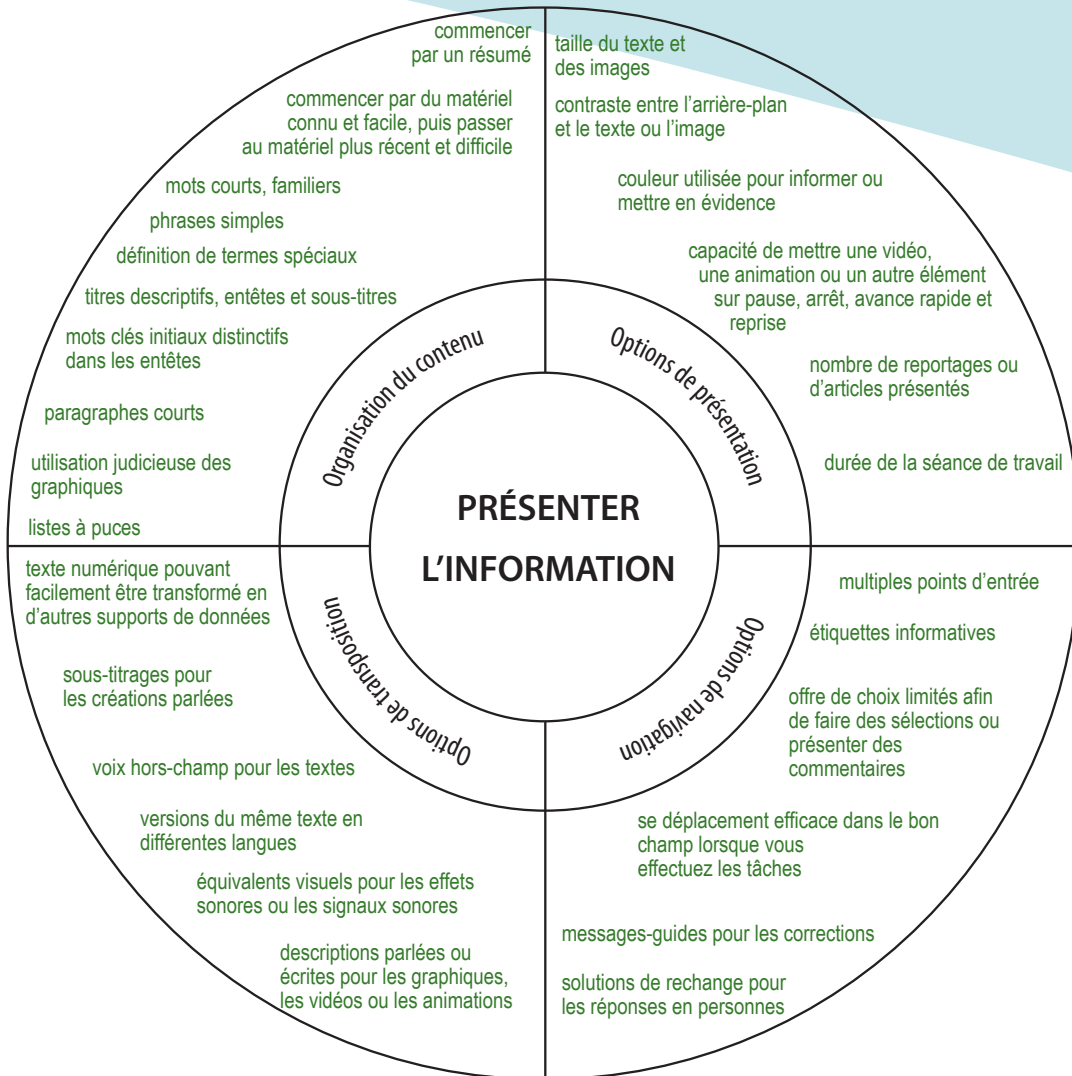 commencer
par un résumé
commencer par du matériel
connu et facile, puis passer
au matériel plus récent et difficile
mots courts, familiers
phrases simples
définition de termes spéciaux
titres descriptifs, entêtes et sous-titres
mots clés initiaux distinctifs
dans les entêtes
paragraphes courts
utilisation judicieuse des
graphiques
listes à puces
Organisation du contenu
taille du texte et
des images
contraste entre l’arrière-plan
et le texte ou l’image
couleur utilisée pour informer ou
mettre en évidence
capacité de mettre une vidéo,
une animation ou un autre élément
sur pause, arrêt, avance rapide et
reprise
nombre de reportages ou
d’articles présentés
durée de la séance de travail
Options de présentation
PRÉSENTER
L’INFORMATION
texte numérique pouvant
facilement être transformé en
d’autres supports de données
sous-titrages pour
les créations parlées
voix hors-champ pour les textes
versions du même texte en
différentes langues
équivalents visuels pour les effets
sonores ou les signaux sonores
descriptions parlées ou
écrites pour les graphiques,
les vidéos ou les animations
Options de transposition
multiples points d’entrée
étiquettes informatives
offre de choix limités afin
de faire des sélections ou
présenter des
commentaires
se déplacement efficace dans le bon
champ lorsque vous
effectuez les tâches
messages-guides pour les corrections
solutions de rechange pour
les réponses en personnes
Options de navigation